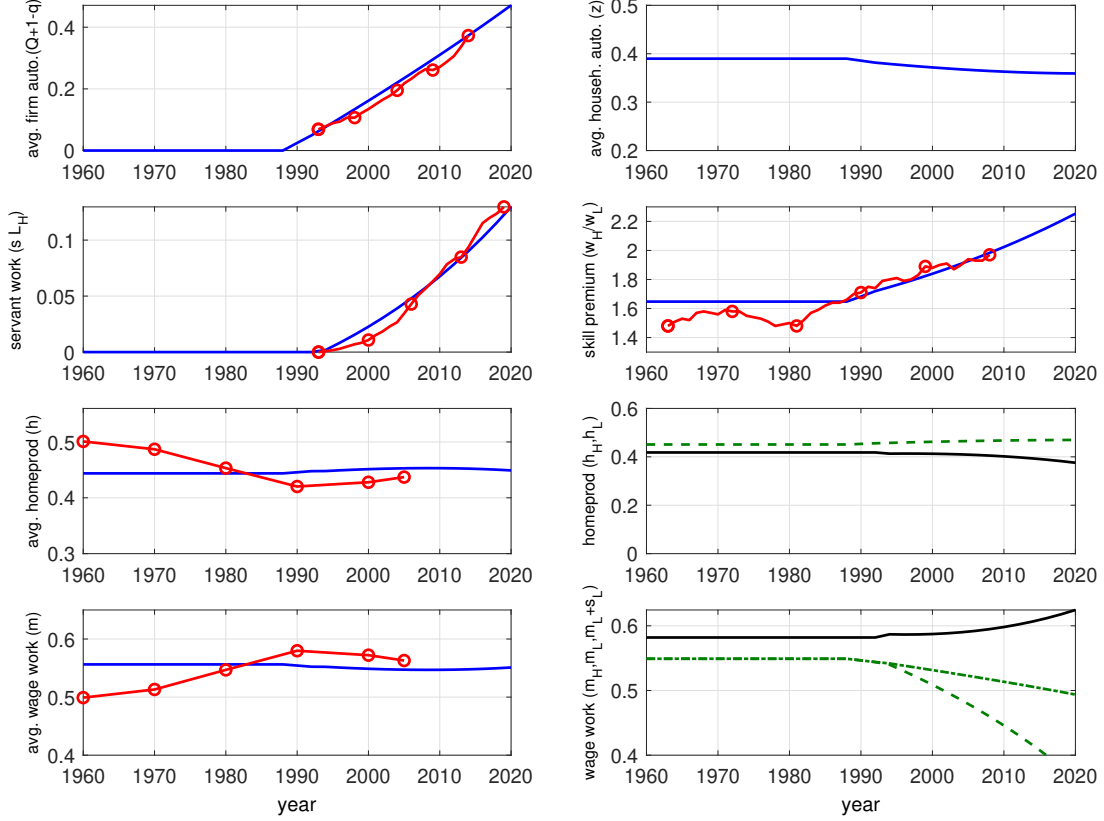 avg. firm auto.(Q+1-q)
0.4
0.2
0
1960 1970 1980 1990 2000 2010 2020
avg. househ. auto. (z)
0.5
0.4
0.3
0.2
1960 1970 1980 1990 2000 2010 2020
servant work (s L_H)
0.1
0.05
0
1960 1970 1980 1990 2000 2010 2020
skill premium (w_H/w_L)
2.2
2
1.8
1.6
1.4
1960 1970 1980 1990 2000 2010 2020
avg. homeprod (h)
0.5
0.4
0.3
1960 1970 1980 1990 2000 2010 2020
homeprod (h_H,h_L)
0.6
0.4
0.2
0
1960 1970 1980 1990 2000 2010 2020
avg. wage work (m)
0.6
0.5
0.4
1960 1970 1980 1990 2000 2010 2020
year
wage work (m_H,m_L,m_L+s_L)
0.6
0.5
0.4
1960 1970 1980 1990 2000 2010 2020
year